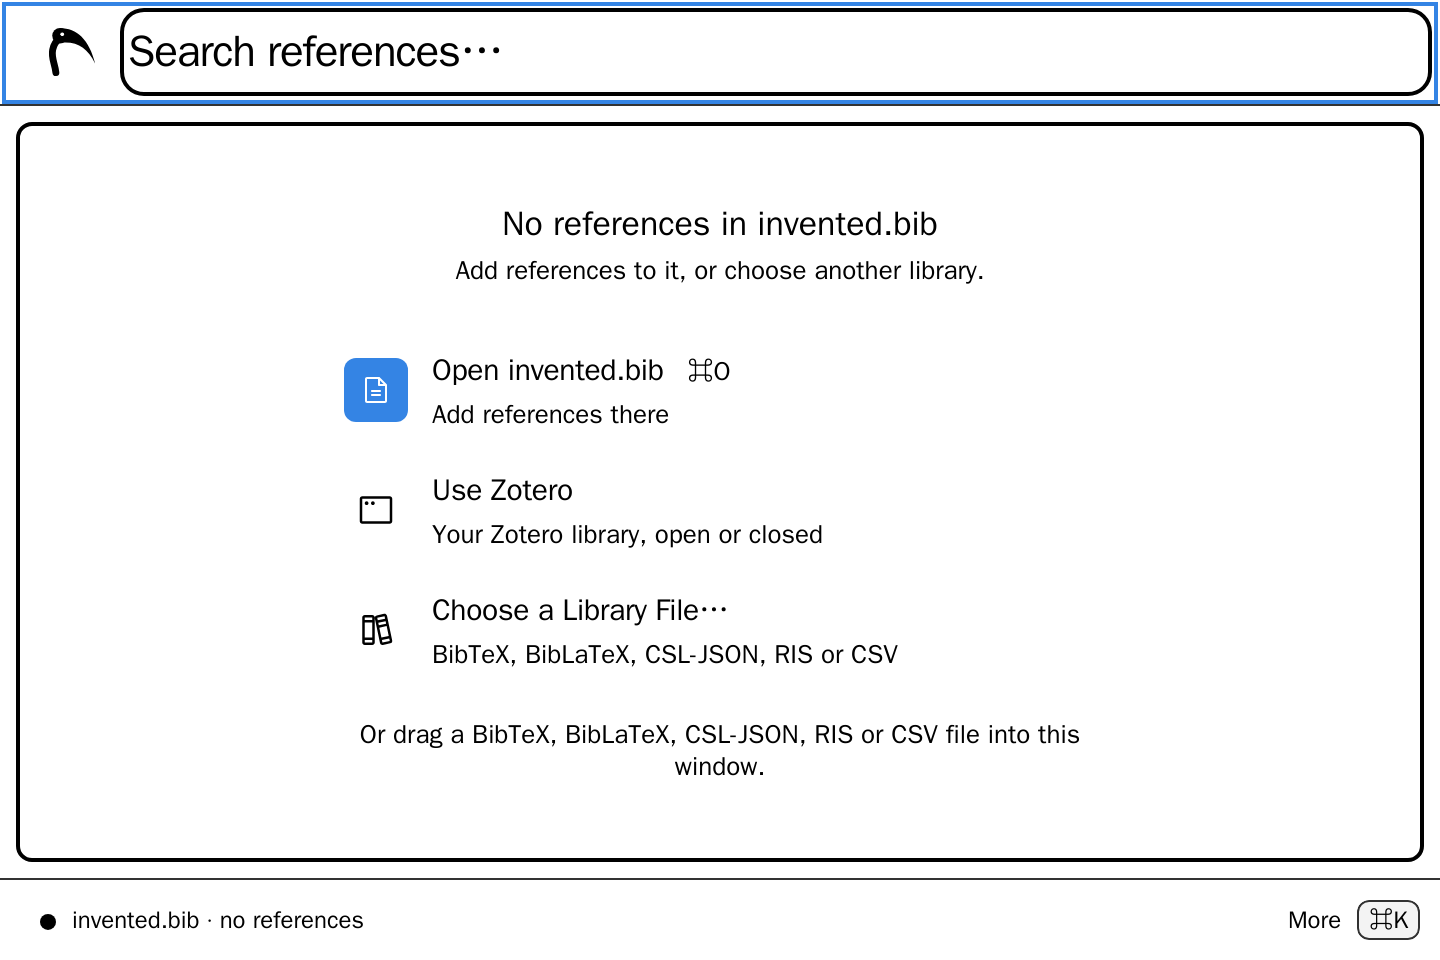 Search references…
No references in invented.bib
Add references to it, or choose another library.
Open invented.bib ⌘O
Add references there
Use Zotero
Your Zotero library, open or closed
Choose a Library File…
BibTeX, BibLaTeX, CSL-JSON, RIS or CSV
Or drag a BibTeX, BibLaTeX, CSL-JSON, RIS or CSV file into this
window.
invented.bib · no references
More ⌘K